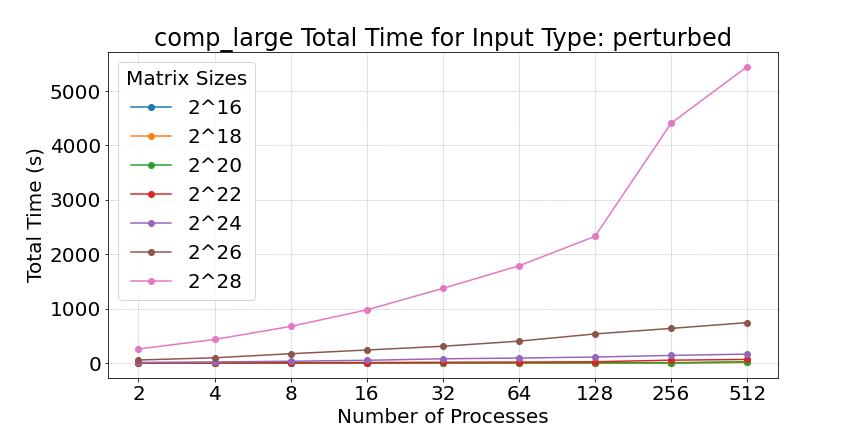 comp_large Total Time for Input Type: perturbed
Total Time (s)
5000
4000
3000
2000
1000
0
Matrix Sizes
2^16
2^18
2^20
2^22
2^24
2^26
2^28
2 4 8 16 32 64 128 256 512
Number of Processes